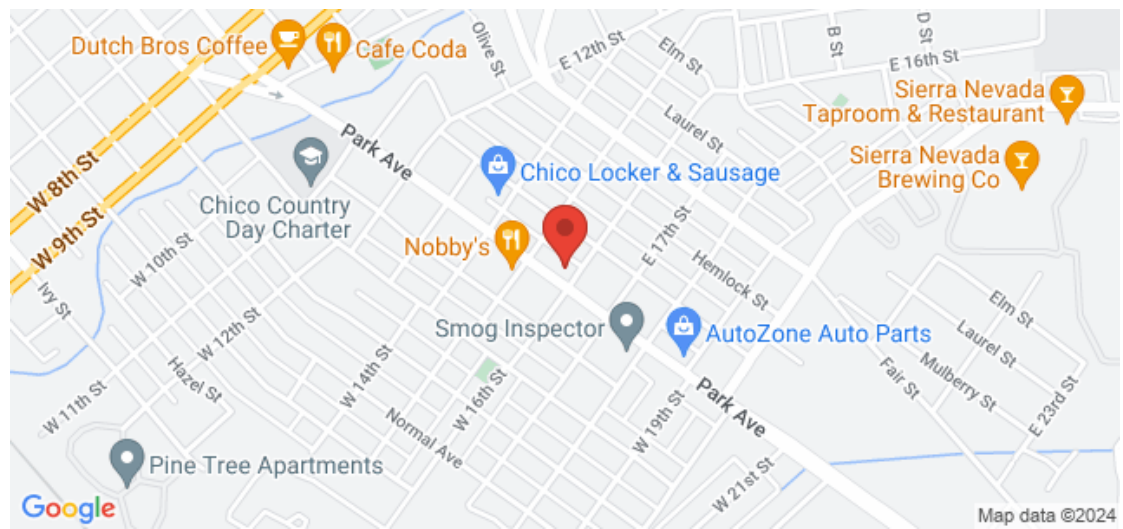 Dutch Bros Coffee
Cafe Coda
Olive St
E 12th St
Elm St
B St
D St
E 16th St
Sierra Nevada
Taproom & Restaurant
Laurel St
Park Ave
W 8th St
Chico Locker & Sausage
Sierra Nevada
Brewing Co
Chico Country
Day Charter
W 9th St
W 10th St
Nobby's
E 17th St
Hemlock St
Ivy St
W 12th St
Smog Inspector
AutoZone Auto Parts
Elm St
Laurel St
Mulberry St
Hazel St
W 14th St
W 16th St
Fair St
E 23rd St
W 11th St
Normal Ave
W 19th St
Park Ave
Pine Tree Apartments
W 21st St
Google
Map data ©2024